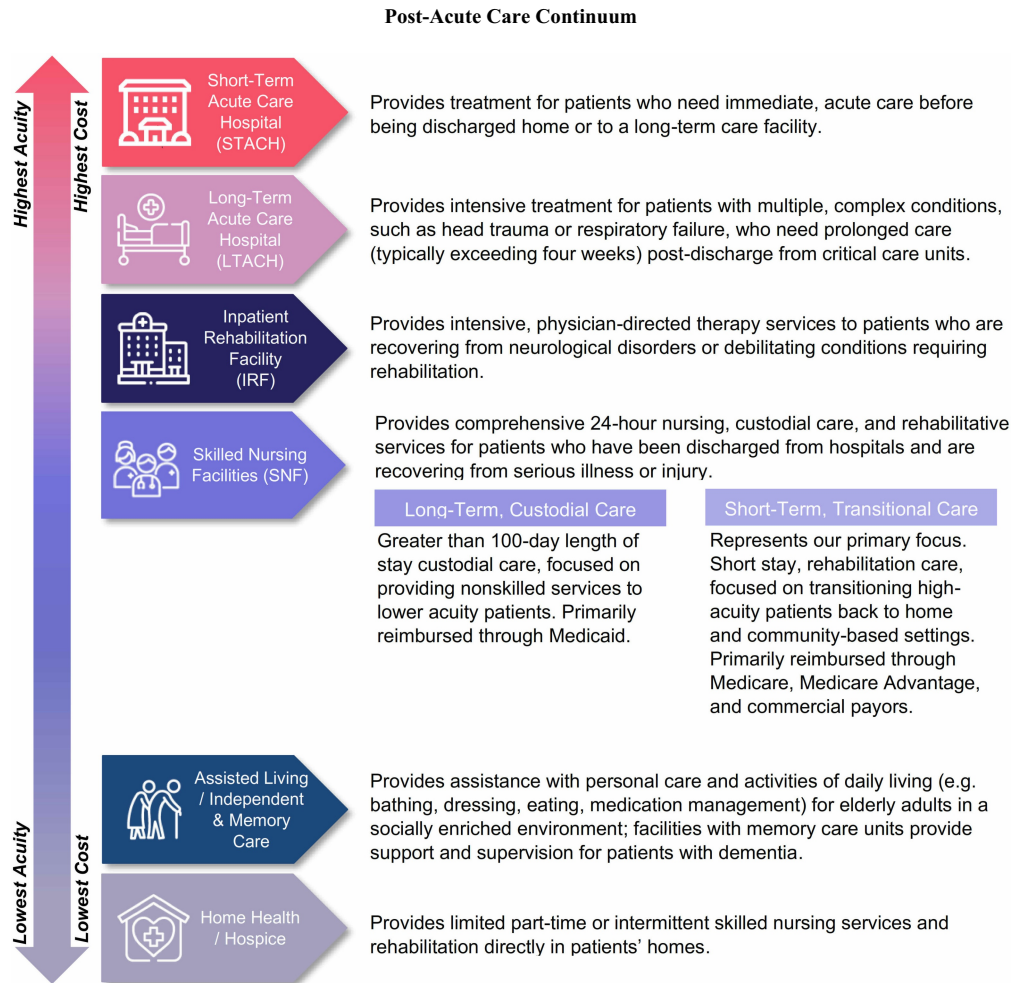 Post-Acute Care Continuum
Highest Acuity
Highest Cost
Short-Term
Acute Care
Hospital
(STACH)
Provides treatment for patients who need immediate, acute care before
being discharged home or to a long-term care facility.
Long-Term
Acute Care
Hospital
(LTACH)
Provides intensive treatment for patients with multiple, complex conditions,
such as head trauma or respiratory failure, who need prolonged care
(typically exceeding four weeks) post-discharge from critical care units.
Inpatient
Rehabilitation
Facility
(IRF)
Provides intensive, physician-directed therapy services to patients who are
recovering from neurological disorders or debilitating conditions requiring
rehabilitation.
Skilled Nursing
Facilities (SNF)
Provides comprehensive 24-hour nursing, custodial care, and rehabilitative
services for patients who have been discharged from hospitals and are
recovering from serious illness or injury.
Long-Term, Custodial Care
Greater than 100-day length of
stay custodial care, focused on
providing nonskilled services to
lower acuity patients. Primarily
reimbursed through Medicaid.
Short-Term, Transitional Care
Represents our primary focus.
Short stay, rehabilitation care,
focused on transitioning high-
acuity patients back to home
and community-based settings.
Primarily reimbursed through
Medicare, Medicare Advantage,
and commercial payors.
Lowest Acuity
Lowest Cost
Assisted Living
/ Independent
& Memory
Care
Provides assistance with personal care and activities of daily living (e.g.
bathing, dressing, eating, medication management) for elderly adults in a
socially enriched environment; facilities with memory care units provide
support and supervision for patients with dementia.
Home Health
/ Hospice
Provides limited part-time or intermittent skilled nursing services and
rehabilitation directly in patients’ homes.